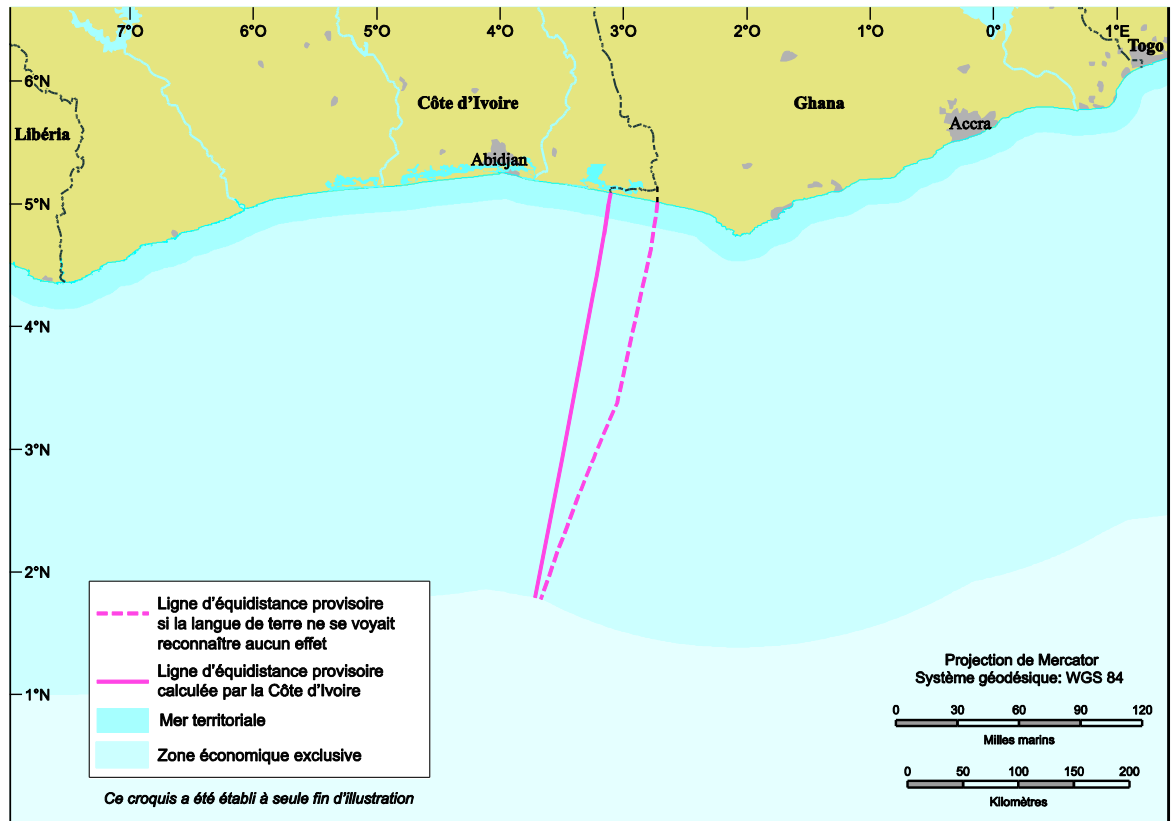 7°O
6°O
5°O
4°O
3°O
2°O
1°O
0°
1°E
Togo
6°N
Côte d'Ivoire
Ghana
Libéria
Accra
Abidjan
5°N
4°N
3°N
2°N
1°N
Ligne d'équidistance provisoire
si la langue de terre ne se voyait
reconnaître aucun effet
Ligne d'équidistance provisoire
calculée par la Côte d'Ivoire
Mer territoriale
Zone économique exclusive
Ce croquis a été établi à seule fin d'illustration
Projection de Mercator
Système géodésique: WGS 84
0 30 60 90 120
Milles marins
0 50 100 150 200
Kilomètres